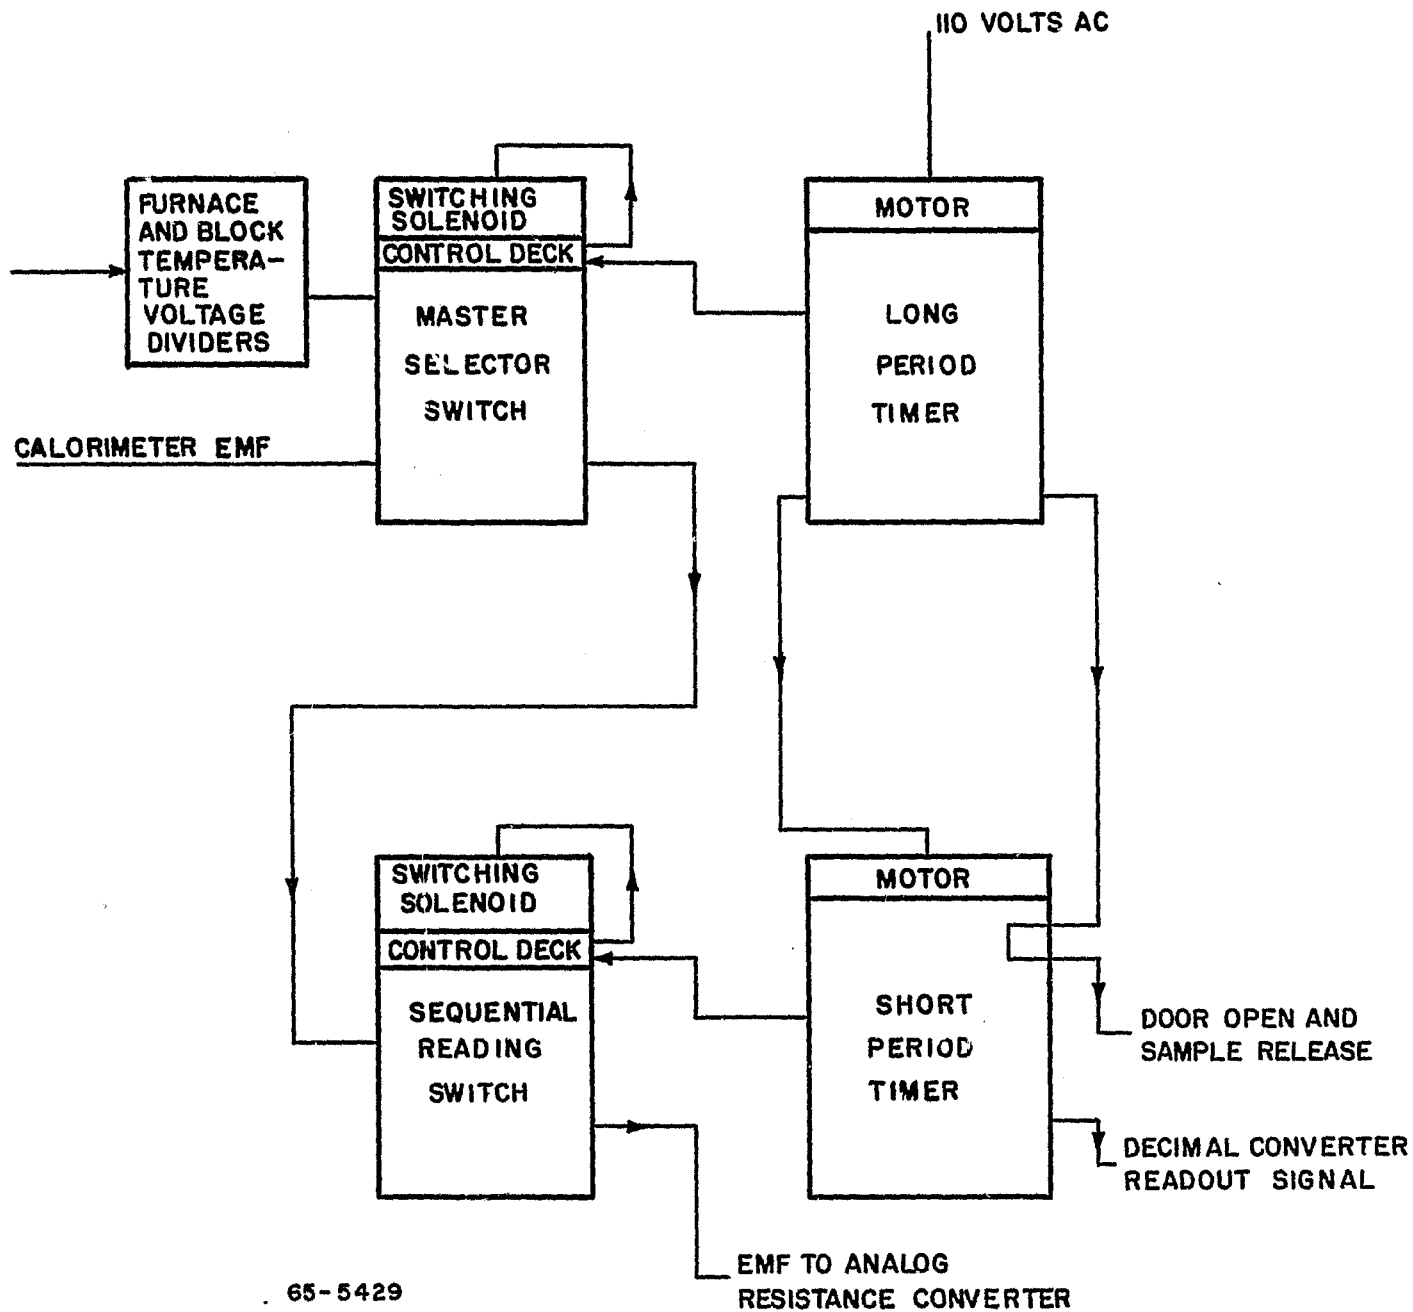 110 VOLTS AC
FURNACE
AND BLOCK
TEMPERA-
TURE
VOLTAGE
DIVIDERS
SWITCHING
SOLENOID
CONTROL DECK
MASTER
SELECTOR
SWITCH
MOTOR
LONG
PERIOD
TIMER
CALORIMETER EMF
SWITCHING
SOLENOID
CONTROL DECK
SEQUENTIAL
READING
SWITCH
MOTOR
SHORT
PERIOD
TIMER
DOOR OPEN AND
SAMPLE RELEASE
DECIMAL CONVERTER
READOUT SIGNAL
EMF TO ANALOG
RESISTANCE CONVERTER
65-5429